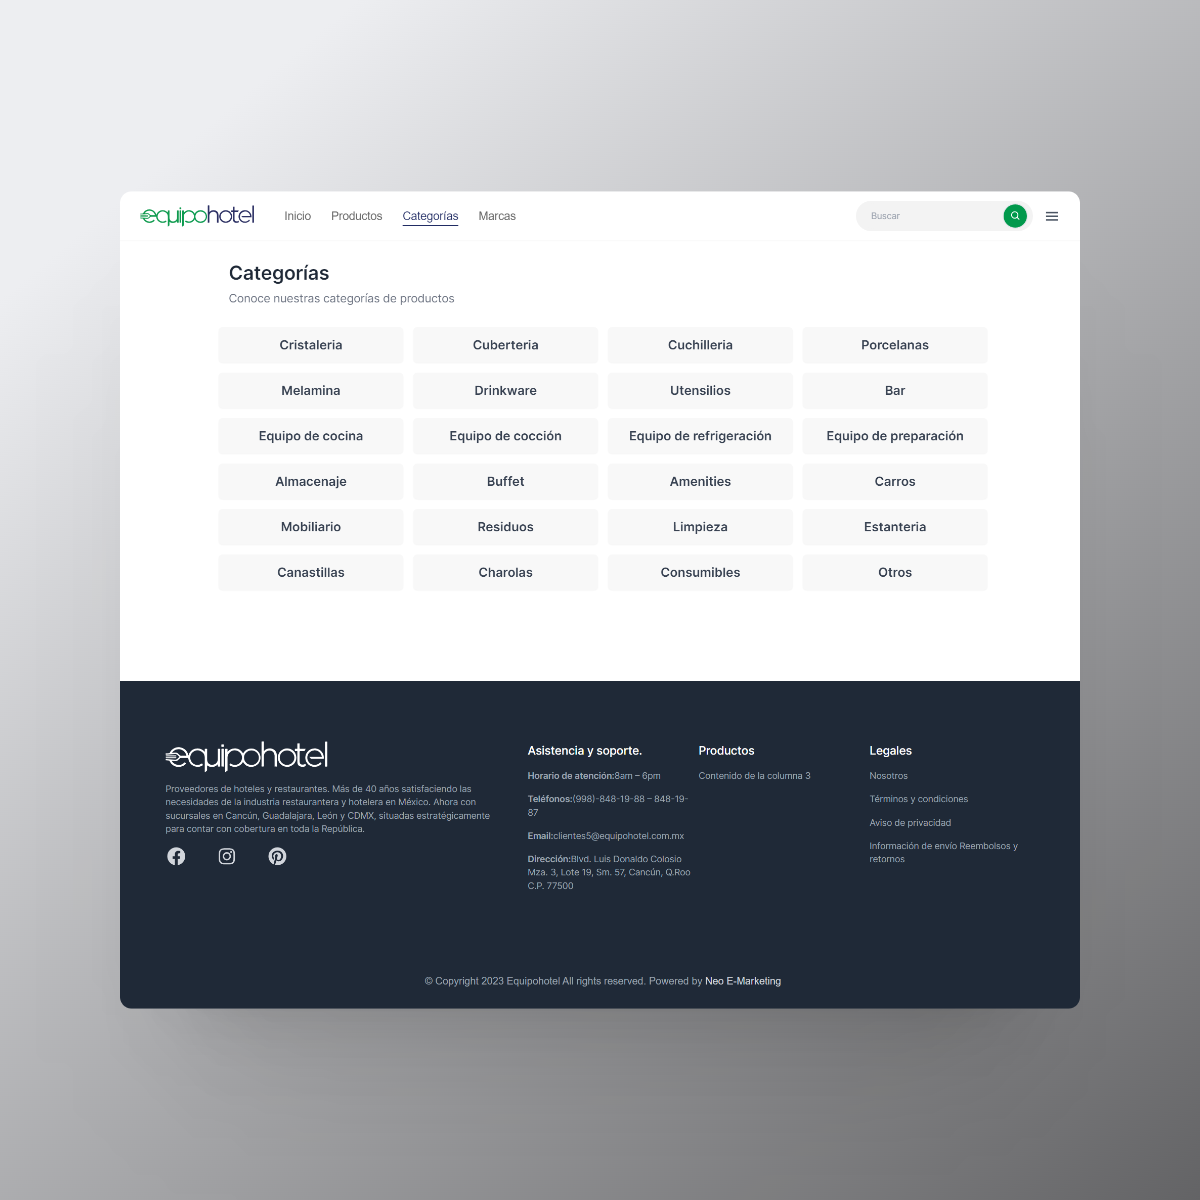 equipohotel
Inicio
Productos
Categorías
Marcas
Buscar
Categorías
Conoce nuestras categorías de productos
Cristaleria
Cuberteria
Cuchilleria
Porcelanas
Melamina
Drinkware
Utensilios
Bar
Equipo de cocina
Equipo de cocción
Equipo de refrigeración
Equipo de preparación
Almacenaje
Buffet
Amenities
Carros
Mobiliario
Residuos
Limpieza
Estanteria
Canastillas
Charolas
Consumibles
Otros
equipohotel
Proveedores de hoteles y restaurantes. Más de 40 años satisfaciendo las
necesidades de la industria restaurantera y hotelera en México. Ahora con
sucursales en Cancún, Guadalajara, León y CDMX, situadas estratégicamente
para contar con cobertura en toda la República.
Asistencia y soporte.
Horario de atención:8am – 6pm
Teléfonos:(998)-848-19-88 – 848-19-
87
Email:clientes5@equipohotel.com.mx
Dirección:Blvd. Luis Donaldo Colosio
Mza. 3, Lote 19, Sm. 57, Cancún, Q.Roo
C.P. 77500
Productos
Contenido de la columna 3
Legales
Nosotros
Términos y condiciones
Aviso de privacidad
Información de envío Reembolsos y
retornos
© Copyright 2023 Equipohotel All rights reserved. Powered by Neo E-Marketing